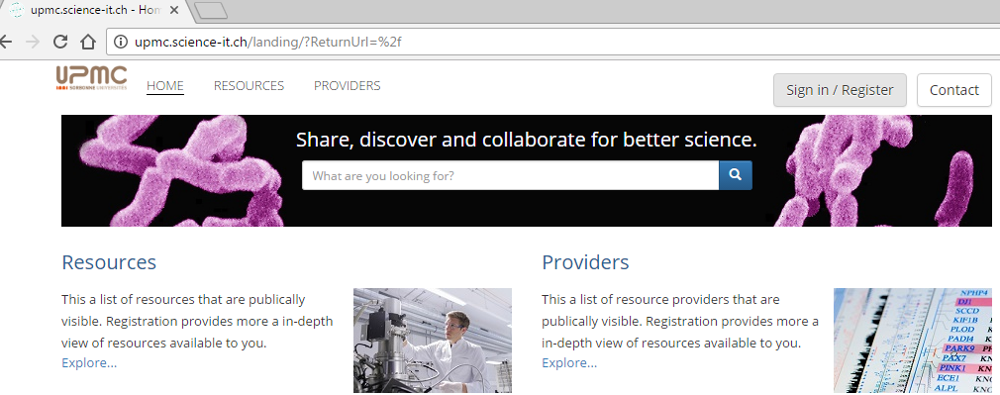 upmc.science-it.ch - Hom
upmc.science-it.ch/landing/?ReturnUrl=%2f
UPMC
SORBONNE UNIVERSITÉS
HOME
RESOURCES
PROVIDERS
Sign in / Register
Contact
Share, discover and collaborate for better science.
What are you looking for?
Resources
This a list of resources that are publically
visible. Registration provides more a in-depth
view of resources available to you.
Explore...
Providers
This a list of resource providers that are
publically visible. Registration provides more a
in-depth view of resources available to you.
Explore...
NPHP4
DJ1
SCCD
KIF1B
PLOD
PADI4
PARK9
PAX7
PINK1
ECE1
ALPL